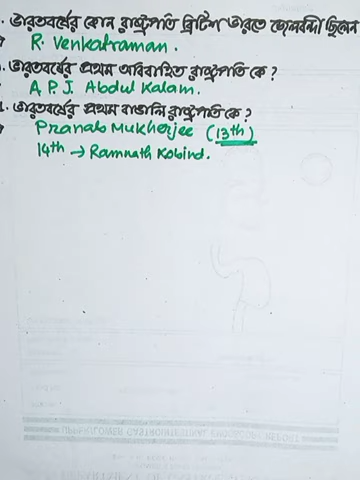 . ভারতবর্ষের কোন রাষ্ট্রপতি ব্রিটিশ ভারতে জেলবন্দী ছিলেন
R. Venkatraman.
. ভারতবর্ষের প্রথম অবিবাহিত রাষ্ট্রপতি কে?
A.P.J. Abdul Kalam.
. ভারতবর্ষের প্রথম বাঙালি রাষ্ট্রপতি কে?
Pranab Mukherjee (13th)
14th → Ramnath Kobind.